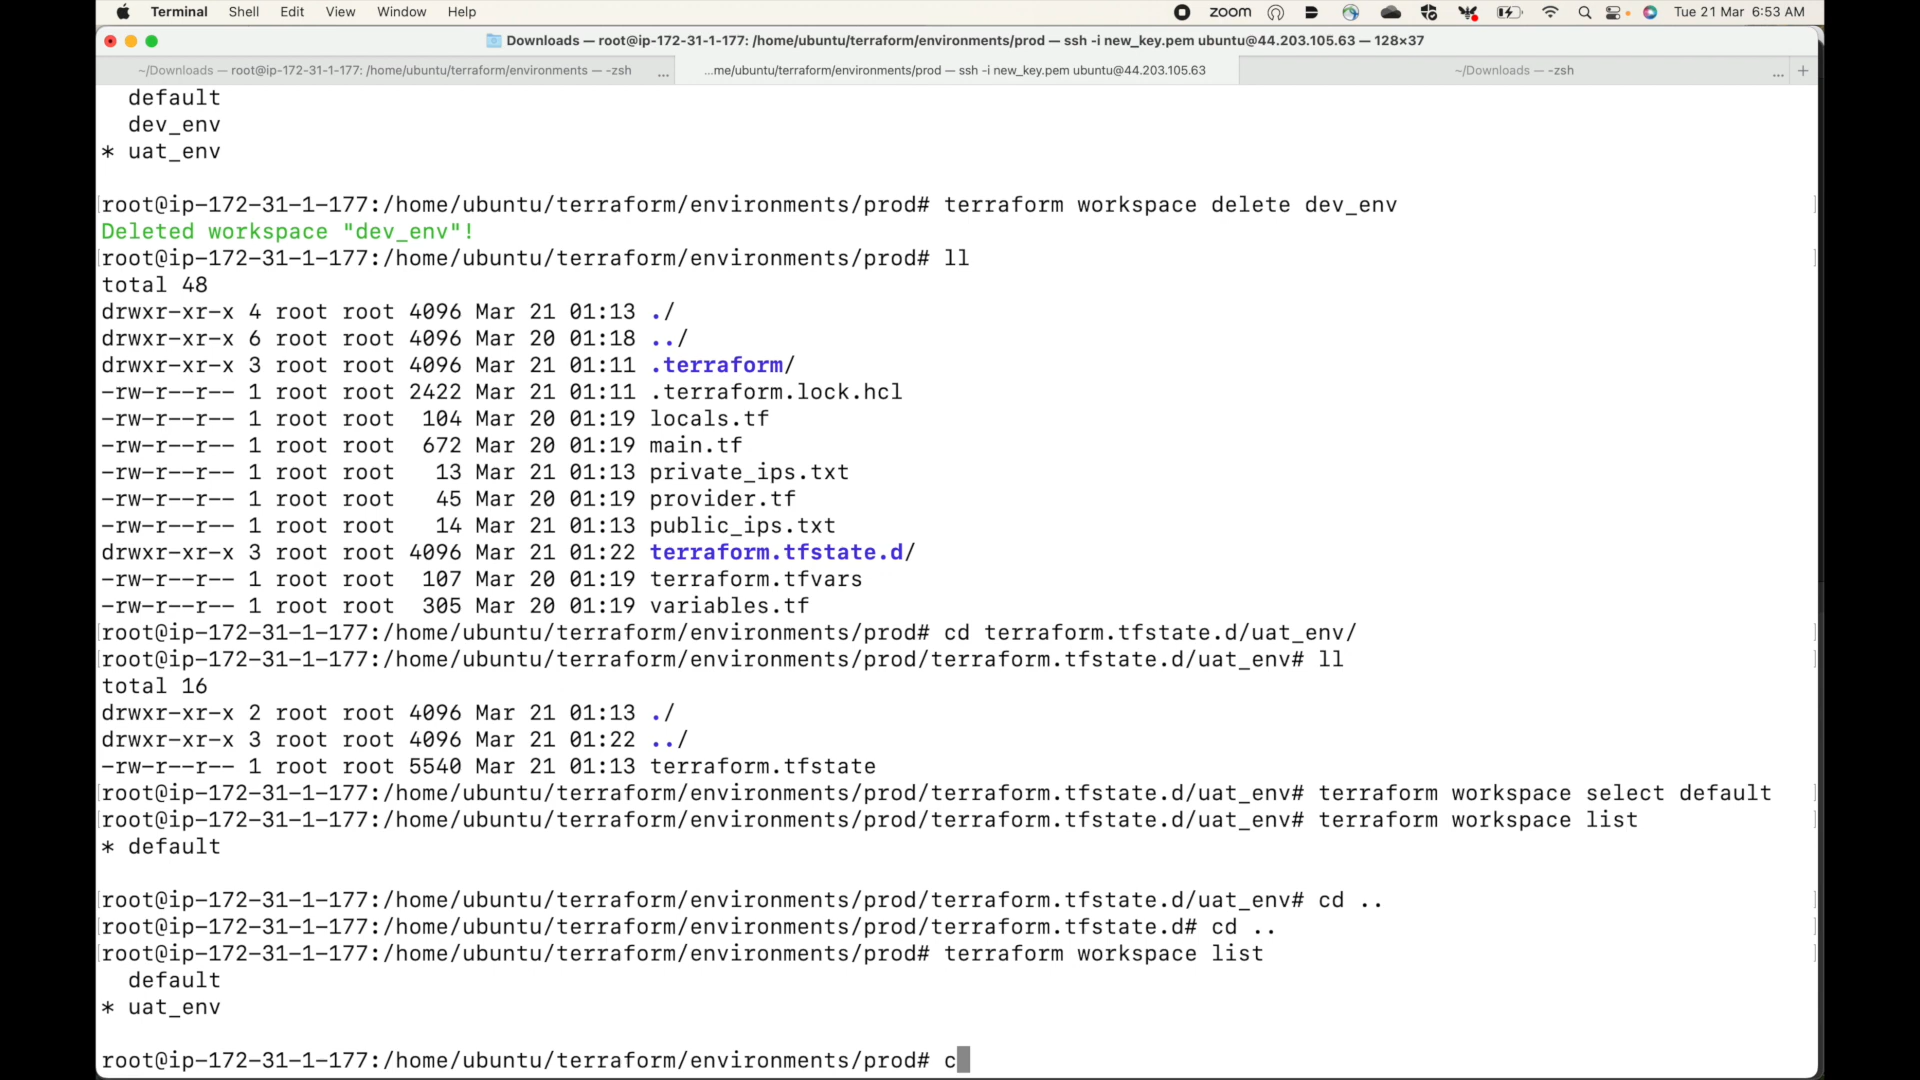 Terminal Shell Edit View Window Help zoom Tue 21 Mar 6:53 AM
Downloads — root@ip-172-31-1-177: /home/ubuntu/terraform/environments/prod — ssh -i new_key.pem ubuntu@44.203.105.63 — 128×37
~/Downloads — root@ip-172-31-1-177: /home/ubuntu/terraform/environments — -zsh ... ...me/ubuntu/terraform/environments/prod — ssh -i new_key.pem ubuntu@44.203.105.63 ~/Downloads — -zsh ... +
  default
  dev_env
* uat_env
[root@ip-172-31-1-177:/home/ubuntu/terraform/environments/prod# terraform workspace delete dev_env ]
Deleted workspace "dev_env"!
[root@ip-172-31-1-177:/home/ubuntu/terraform/environments/prod# ll ]
total 48
drwxr-xr-x 4 root root 4096 Mar 21 01:13 ./
drwxr-xr-x 6 root root 4096 Mar 20 01:18 ../
drwxr-xr-x 3 root root 4096 Mar 21 01:11 .terraform/
-rw-r--r-- 1 root root 2422 Mar 21 01:11 .terraform.lock.hcl
-rw-r--r-- 1 root root  104 Mar 20 01:19 locals.tf
-rw-r--r-- 1 root root  672 Mar 20 01:19 main.tf
-rw-r--r-- 1 root root   13 Mar 21 01:13 private_ips.txt
-rw-r--r-- 1 root root   45 Mar 20 01:19 provider.tf
-rw-r--r-- 1 root root   14 Mar 21 01:13 public_ips.txt
drwxr-xr-x 3 root root 4096 Mar 21 01:22 terraform.tfstate.d/
-rw-r--r-- 1 root root  107 Mar 20 01:19 terraform.tfvars
-rw-r--r-- 1 root root  305 Mar 20 01:19 variables.tf
[root@ip-172-31-1-177:/home/ubuntu/terraform/environments/prod# cd terraform.tfstate.d/uat_env/ ]
[root@ip-172-31-1-177:/home/ubuntu/terraform/environments/prod/terraform.tfstate.d/uat_env# ll ]
total 16
drwxr-xr-x 2 root root 4096 Mar 21 01:13 ./
drwxr-xr-x 3 root root 4096 Mar 21 01:22 ../
-rw-r--r-- 1 root root 5540 Mar 21 01:13 terraform.tfstate
[root@ip-172-31-1-177:/home/ubuntu/terraform/environments/prod/terraform.tfstate.d/uat_env# terraform workspace select default ]
[root@ip-172-31-1-177:/home/ubuntu/terraform/environments/prod/terraform.tfstate.d/uat_env# terraform workspace list ]
* default
[root@ip-172-31-1-177:/home/ubuntu/terraform/environments/prod/terraform.tfstate.d/uat_env# cd .. ]
[root@ip-172-31-1-177:/home/ubuntu/terraform/environments/prod/terraform.tfstate.d# cd .. ]
[root@ip-172-31-1-177:/home/ubuntu/terraform/environments/prod# terraform workspace list ]
  default
* uat_env
root@ip-172-31-1-177:/home/ubuntu/terraform/environments/prod# c